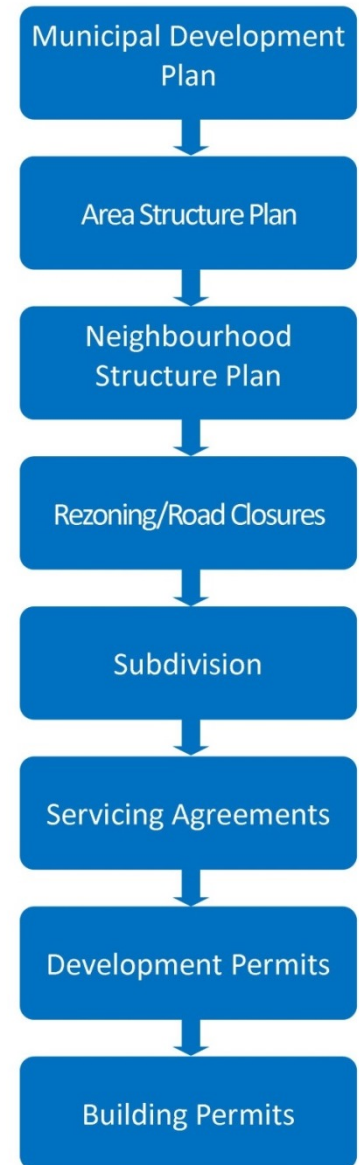 Municipal Development
Plan
Area Structure Plan
Neighbourhood
Structure Plan
Rezoning/Road Closures
Subdivision
Servicing Agreements
Development Permits
Building Permits